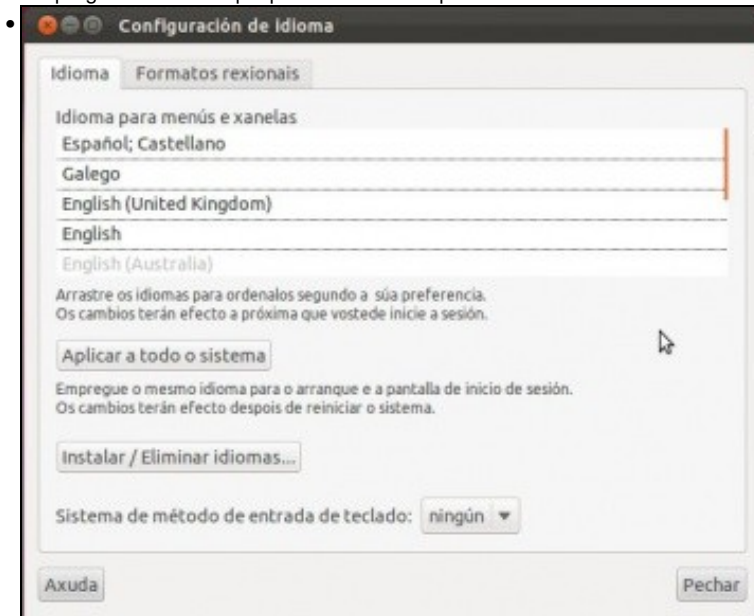 Configuración de idioma
Idioma Formatos rexionais
Idioma para menús e xanelas
Español; Castellano
Galego
English (United Kingdom)
English
English (Australia)
Arrastre os idiomas para ordenalos segundo a súa preferencia.
Os cambios terán efecto a próxima que vostede inicie a sesión.
Aplicar a todo o sistema
Empregue o mesmo idioma para o arranque e a pantalla de inicio de sesión.
Os cambios terán efecto despois de reiniciar o sistema.
Instalar / Eliminar idiomas...
Sistema de método de entrada de teclado: ningún
Axuda Pechar